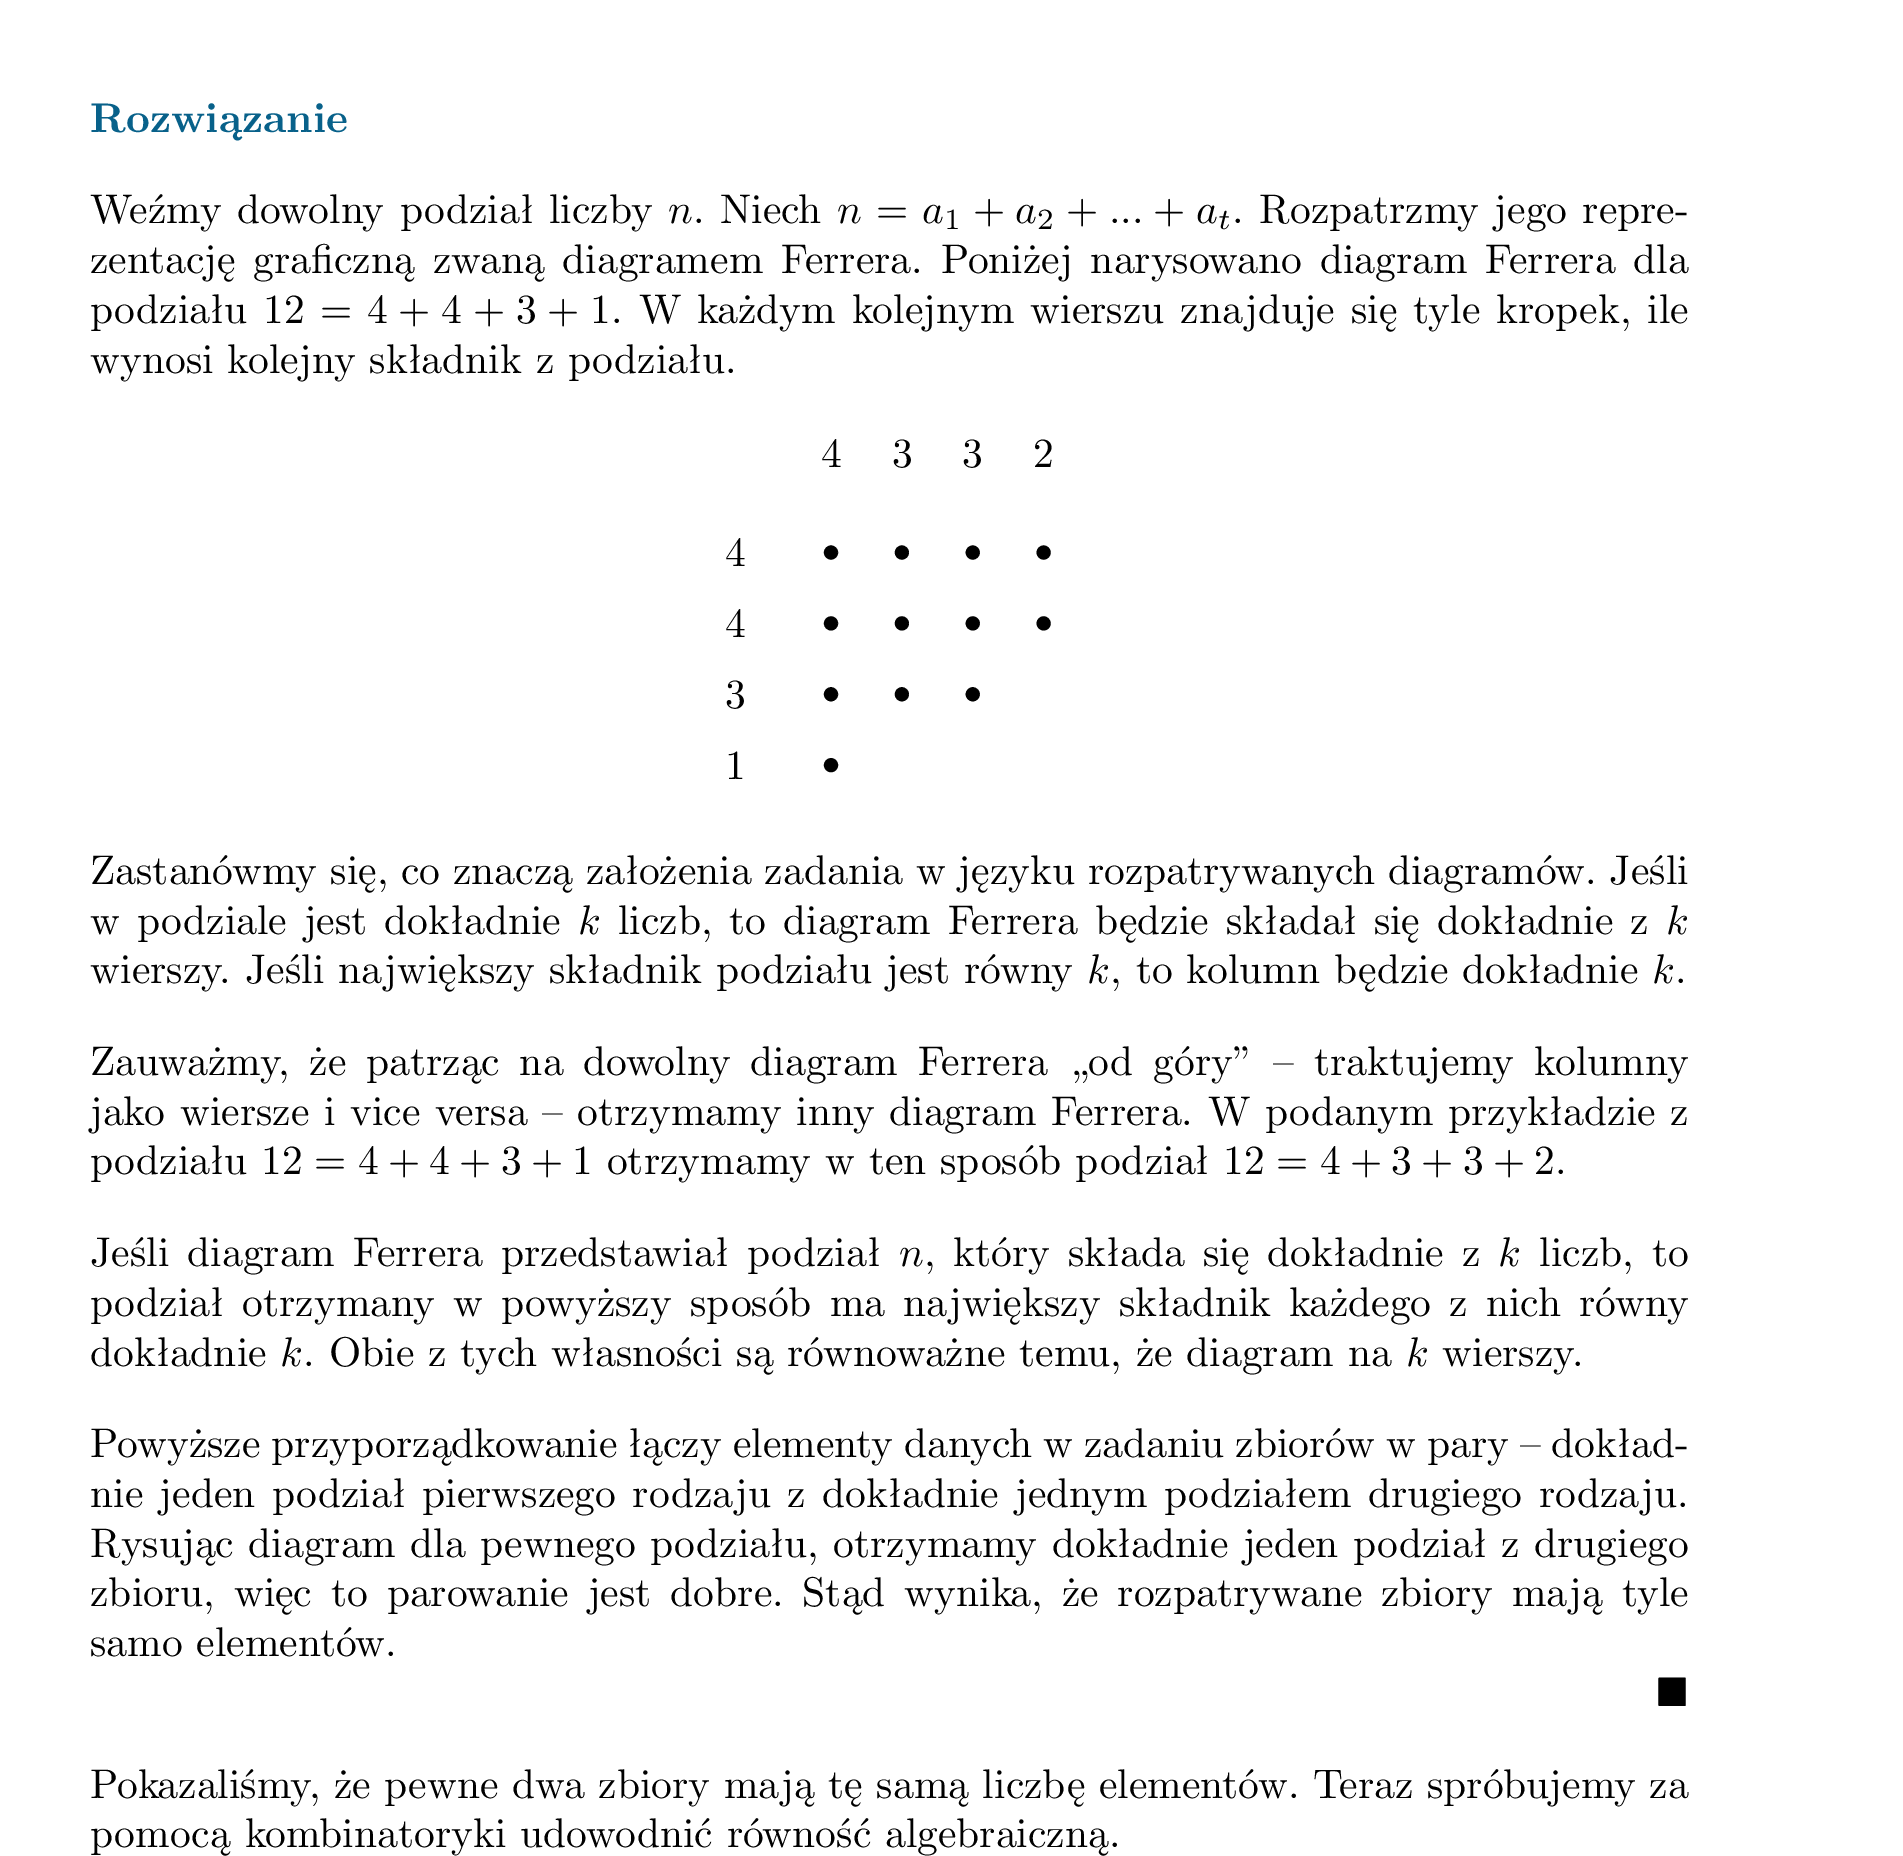 Rozwiązanie
Weźmy dowolny podział liczby n. Niech n = a₁ + a₂ + ... + aₜ. Rozpatrzmy jego repre-
zentację graficzną zwaną diagramem Ferrera. Poniżej narysowano diagram Ferrera dla
podziału 12 = 4 + 4 + 3 + 1. W każdym kolejnym wierszu znajduje się tyle kropek, ile
wynosi kolejny składnik z podziału.
4 3 3 2
4 • • • •
4 • • • •
3 • • •
1 •
Zastanówmy się, co znaczą założenia zadania w języku rozpatrywanych diagramów. Jeśli
w podziale jest dokładnie k liczb, to diagram Ferrera będzie składał się dokładnie z k
wierszy. Jeśli największy składnik podziału jest równy k, to kolumn będzie dokładnie k.
Zauważmy, że patrząc na dowolny diagram Ferrera „od góry” – traktujemy kolumny
jako wiersze i vice versa – otrzymamy inny diagram Ferrera. W podanym przykładzie z
podziału 12 = 4 + 4 + 3 + 1 otrzymamy w ten sposób podział 12 = 4 + 3 + 3 + 2.
Jeśli diagram Ferrera przedstawiał podział n, który składa się dokładnie z k liczb, to
podział otrzymany w powyższy sposób ma największy składnik każdego z nich równy
dokładnie k. Obie z tych własności są równoważne temu, że diagram na k wierszy.
Powyższe przyporządkowanie łączy elementy danych w zadaniu zbiorów w pary – dokład-
nie jeden podział pierwszego rodzaju z dokładnie jednym podziałem drugiego rodzaju.
Rysując diagram dla pewnego podziału, otrzymamy dokładnie jeden podział z drugiego
zbioru, więc to parowanie jest dobre. Stąd wynika, że rozpatrywane zbiory mają tyle
samo elementów.
■
Pokazaliśmy, że pewne dwa zbiory mają tę samą liczbę elementów. Teraz spróbujemy za
pomocą kombinatoryki udowodnić równość algebraiczną.